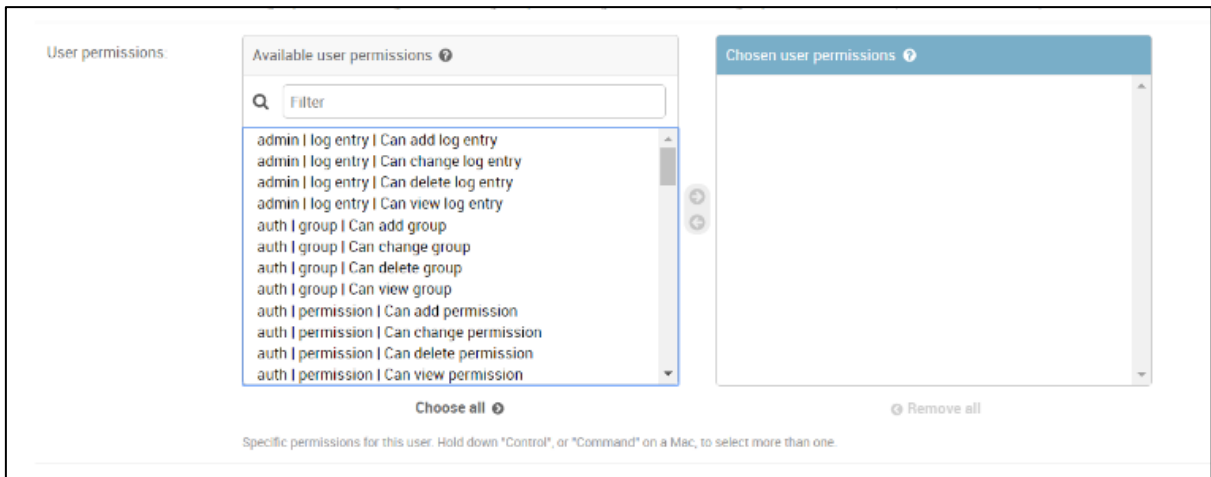 User permissions:
Available user permissions
Filter
admin | log entry | Can add log entry
admin | log entry | Can change log entry
admin | log entry | Can delete log entry
admin | log entry | Can view log entry
auth | group | Can add group
auth | group | Can change group
auth | group | Can delete group
auth | group | Can view group
auth | permission | Can add permission
auth | permission | Can change permission
auth | permission | Can delete permission
auth | permission | Can view permission
Choose all
Chosen user permissions
Remove all
Specific permissions for this user. Hold down "Control", or "Command" on a Mac, to select more than one.